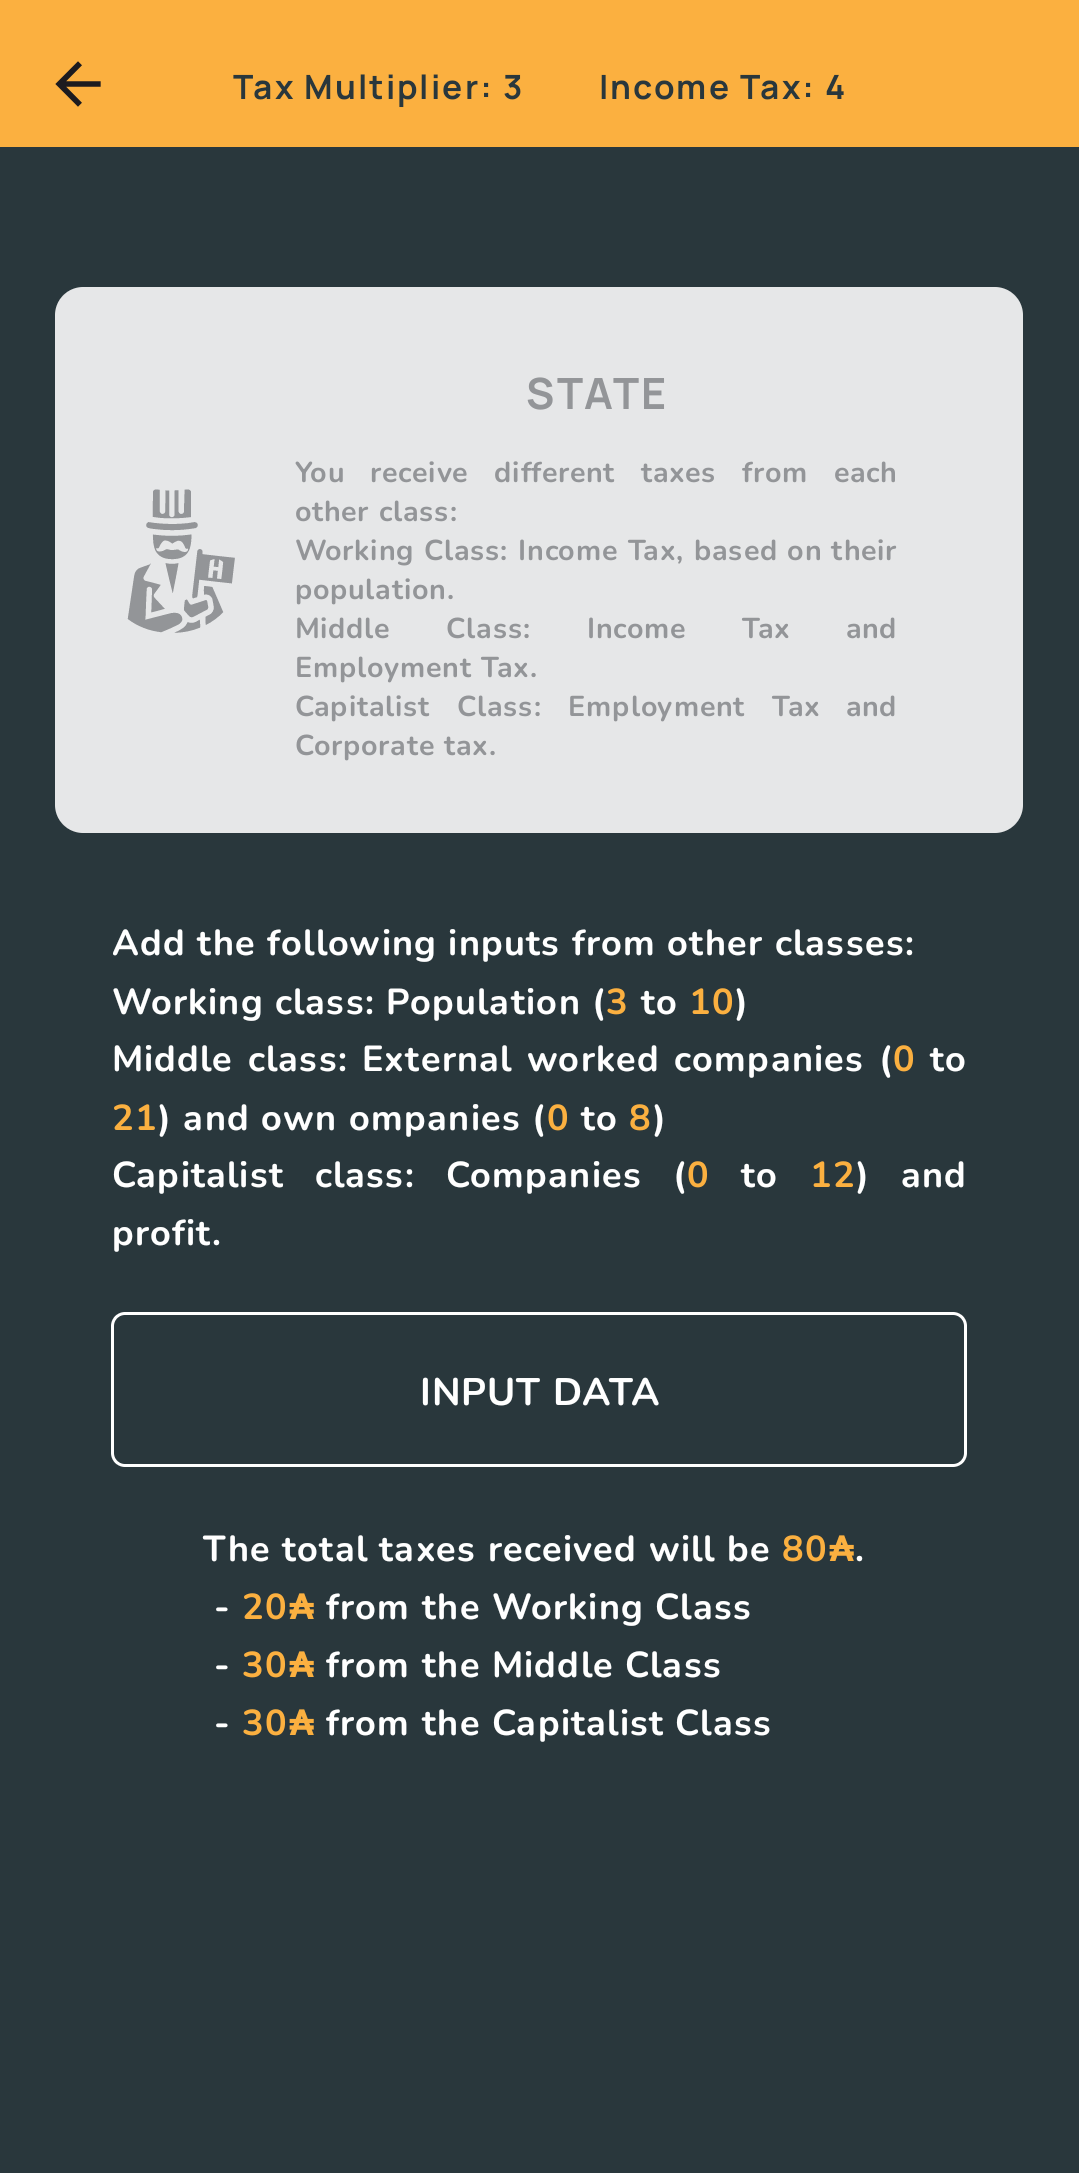 Tax Multiplier: 3 Income Tax: 4
STATE
You receive different taxes from each
other class:
Working Class: Income Tax, based on their
population.
Middle Class: Income Tax and
Employment Tax.
Capitalist Class: Employment Tax and
Corporate tax.
H
Add the following inputs from other classes:
Working class: Population (3 to 10)
Middle class: External worked companies (0 to
21) and own ompanies (0 to 8)
Capitalist class: Companies (0 to 12) and
profit.
INPUT DATA
The total taxes received will be 80₳.
- 20₳ from the Working Class
- 30₳ from the Middle Class
- 30₳ from the Capitalist Class